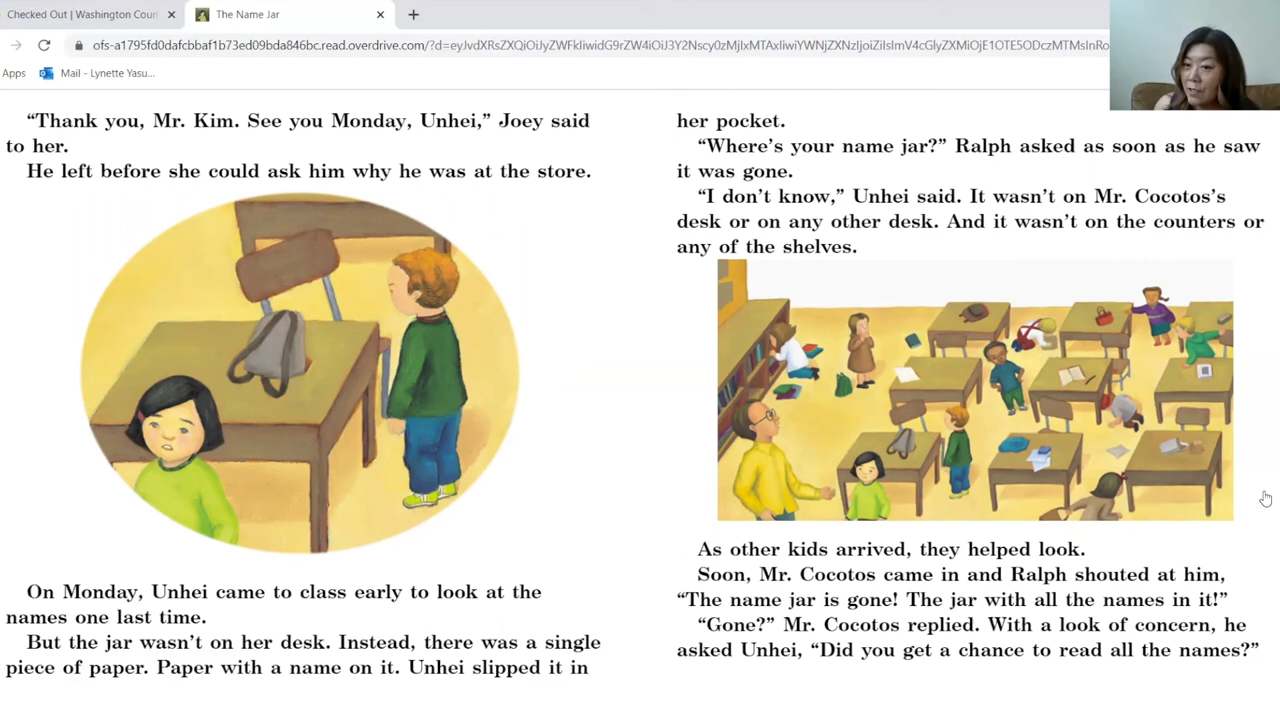 Checked Out | Washington Coun
The Name Jar
ofs-a1795fd0dafcbbaf1b73ed09bda846bc.read.overdrive.com/?d=
Apps
Mail - Lynette Yasu...
“Thank you, Mr. Kim. See you Monday, Unhei,” Joey said
to her.
He left before she could ask him why he was at the store.
On Monday, Unhei came to class early to look at the
names one last time.
But the jar wasn’t on her desk. Instead, there was a single
piece of paper. Paper with a name on it. Unhei slipped it in
her pocket.
“Where’s your name jar?” Ralph asked as soon as he saw
it was gone.
“I don’t know,” Unhei said. It wasn’t on Mr. Cocotos’s
desk or on any other desk. And it wasn’t on the counters or
any of the shelves.
As other kids arrived, they helped look.
Soon, Mr. Cocotos came in and Ralph shouted at him,
“The name jar is gone! The jar with all the names in it!”
“Gone?” Mr. Cocotos replied. With a look of concern, he
asked Unhei, “Did you get a chance to read all the names?”